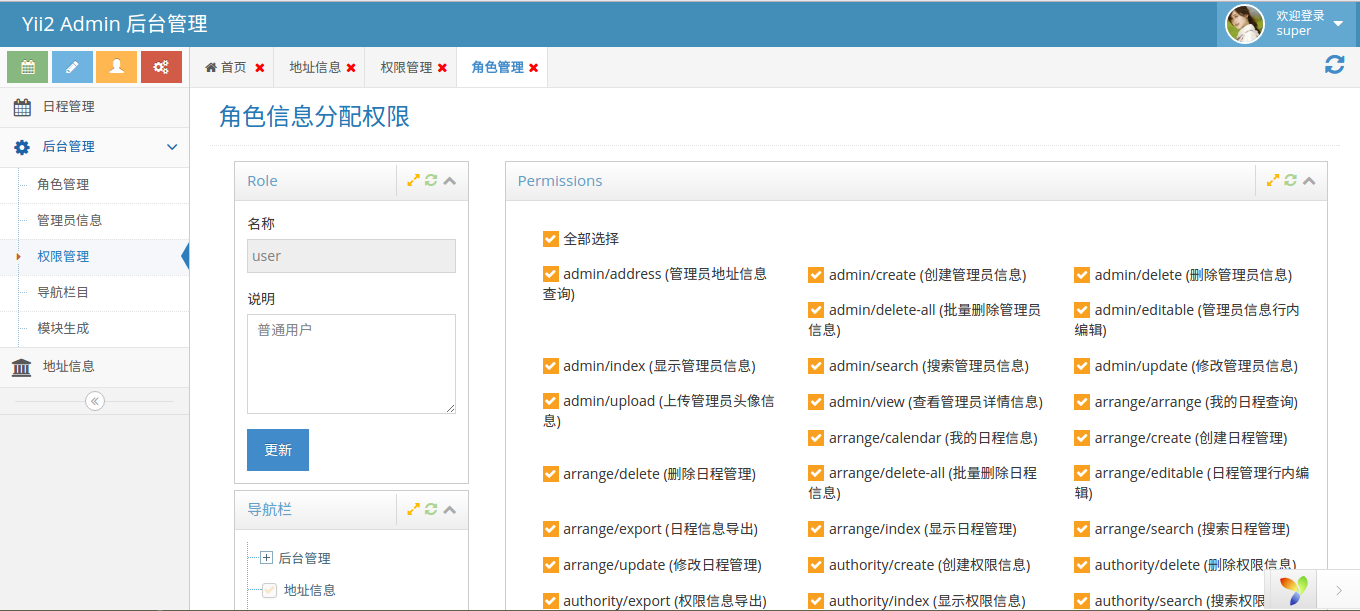 Yii2 Admin 后台管理
欢迎登录
super
首页
地址信息
权限管理
角色管理
日程管理
后台管理
角色管理
管理员信息
权限管理
导航栏目
模块生成
地址信息
角色信息分配权限
Role
名称
user
说明
普通用户
更新
导航栏
后台管理
地址信息
Permissions
全部选择
admin/address (管理员地址信息
查询)
admin/create (创建管理员信息)
admin/delete (删除管理员信息)
admin/delete-all (批量删除管理员
信息)
admin/editable (管理员信息行内
编辑)
admin/index (显示管理员信息)
admin/search (搜索管理员信息)
admin/update (修改管理员信息)
admin/upload (上传管理员头像信
息)
admin/view (查看管理员详情信息)
arrange/arrange (我的日程查询)
arrange/calendar (我的日程信息)
arrange/create (创建日程管理)
arrange/delete (删除日程管理)
arrange/delete-all (批量删除日程
信息)
arrange/editable (日程管理行内编
辑)
arrange/export (日程信息导出)
arrange/index (显示日程管理)
arrange/search (搜索日程管理)
arrange/update (修改日程管理)
authority/create (创建权限信息)
authority/delete (删除权限信息)
authority/export (权限信息导出)
authority/index (显示权限信息)
authority/search (搜索权限